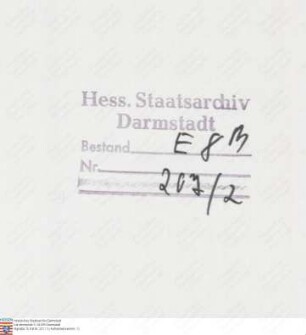 Hess. Staatsarchiv
Darmstadt
Bestand E 8 B
Nr. 207/2